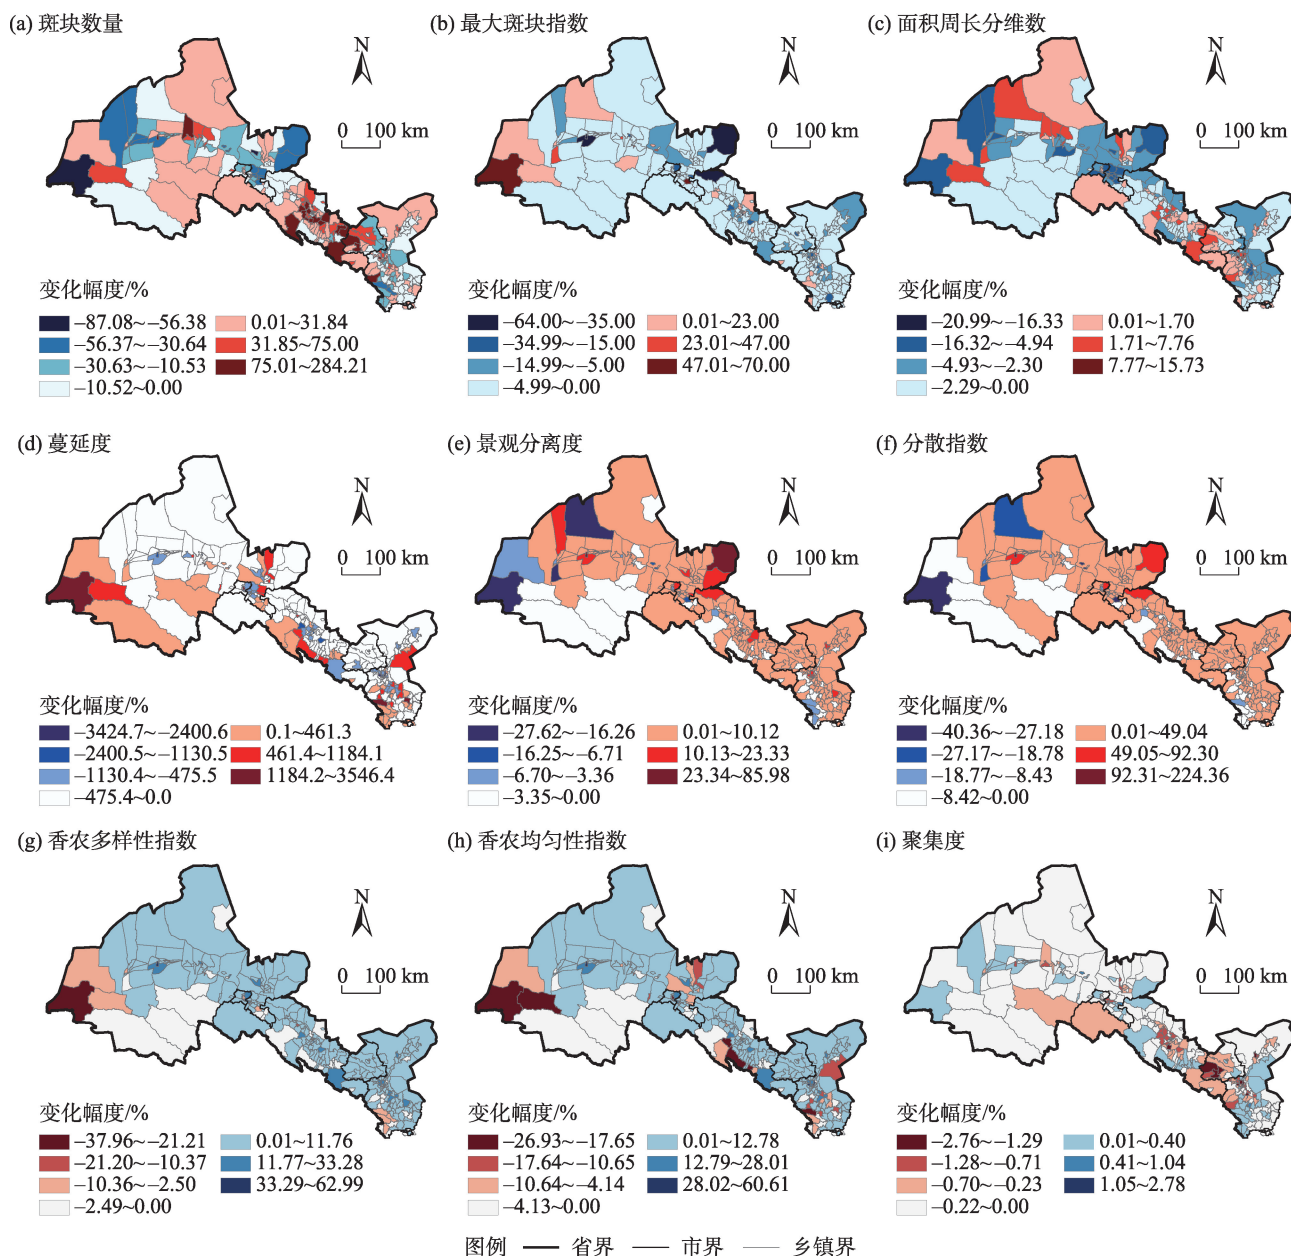 (a) 斑块数量
N
0 100 km
变化幅度/%
–87.08~–56.38 0.01~31.84
–56.37~–30.64 31.85~75.00
–30.63~–10.53 75.01~284.21
–10.52~0.00
(b) 最大斑块指数
N
0 100 km
变化幅度/%
–64.00~–35.00 0.01~23.00
–34.99~–15.00 23.01~47.00
–14.99~–5.00 47.01~70.00
–4.99~0.00
(c) 面积周长分维数
N
0 100 km
变化幅度/%
–20.99~–16.33 0.01~1.70
–16.32~–4.94 1.71~7.76
–4.93~–2.30 7.77~15.73
–2.29~0.00
(d) 蔓延度
N
0 100 km
变化幅度/%
–3424.7~–2400.6 0.1~461.3
–2400.5~–1130.5 461.4~1184.1
–1130.4~–475.5 1184.2~3546.4
–475.4~0.0
(e) 景观分离度
N
0 100 km
变化幅度/%
–27.62~–16.26 0.01~10.12
–16.25~–6.71 10.13~23.33
–6.70~–3.36 23.34~85.98
–3.35~0.00
(f) 分散指数
N
0 100 km
变化幅度/%
–40.36~–27.18 0.01~49.04
–27.17~–18.78 49.05~92.30
–18.77~–8.43 92.31~224.36
–8.42~0.00
(g) 香农多样性指数
N
0 100 km
变化幅度/%
–37.96~–21.21 0.01~11.76
–21.20~–10.37 11.77~33.28
–10.36~–2.50 33.29~62.99
–2.49~0.00
(h) 香农均匀性指数
N
0 100 km
变化幅度/%
–26.93~–17.65 0.01~12.78
–17.64~–10.65 12.79~28.01
–10.64~–4.14 28.02~60.61
–4.13~0.00
(i) 聚集度
N
0 100 km
变化幅度/%
–2.76~–1.29 0.01~0.40
–1.28~–0.71 0.41~1.04
–0.70~–0.23 1.05~2.78
–0.22~0.00
图例 省界 市界 乡镇界